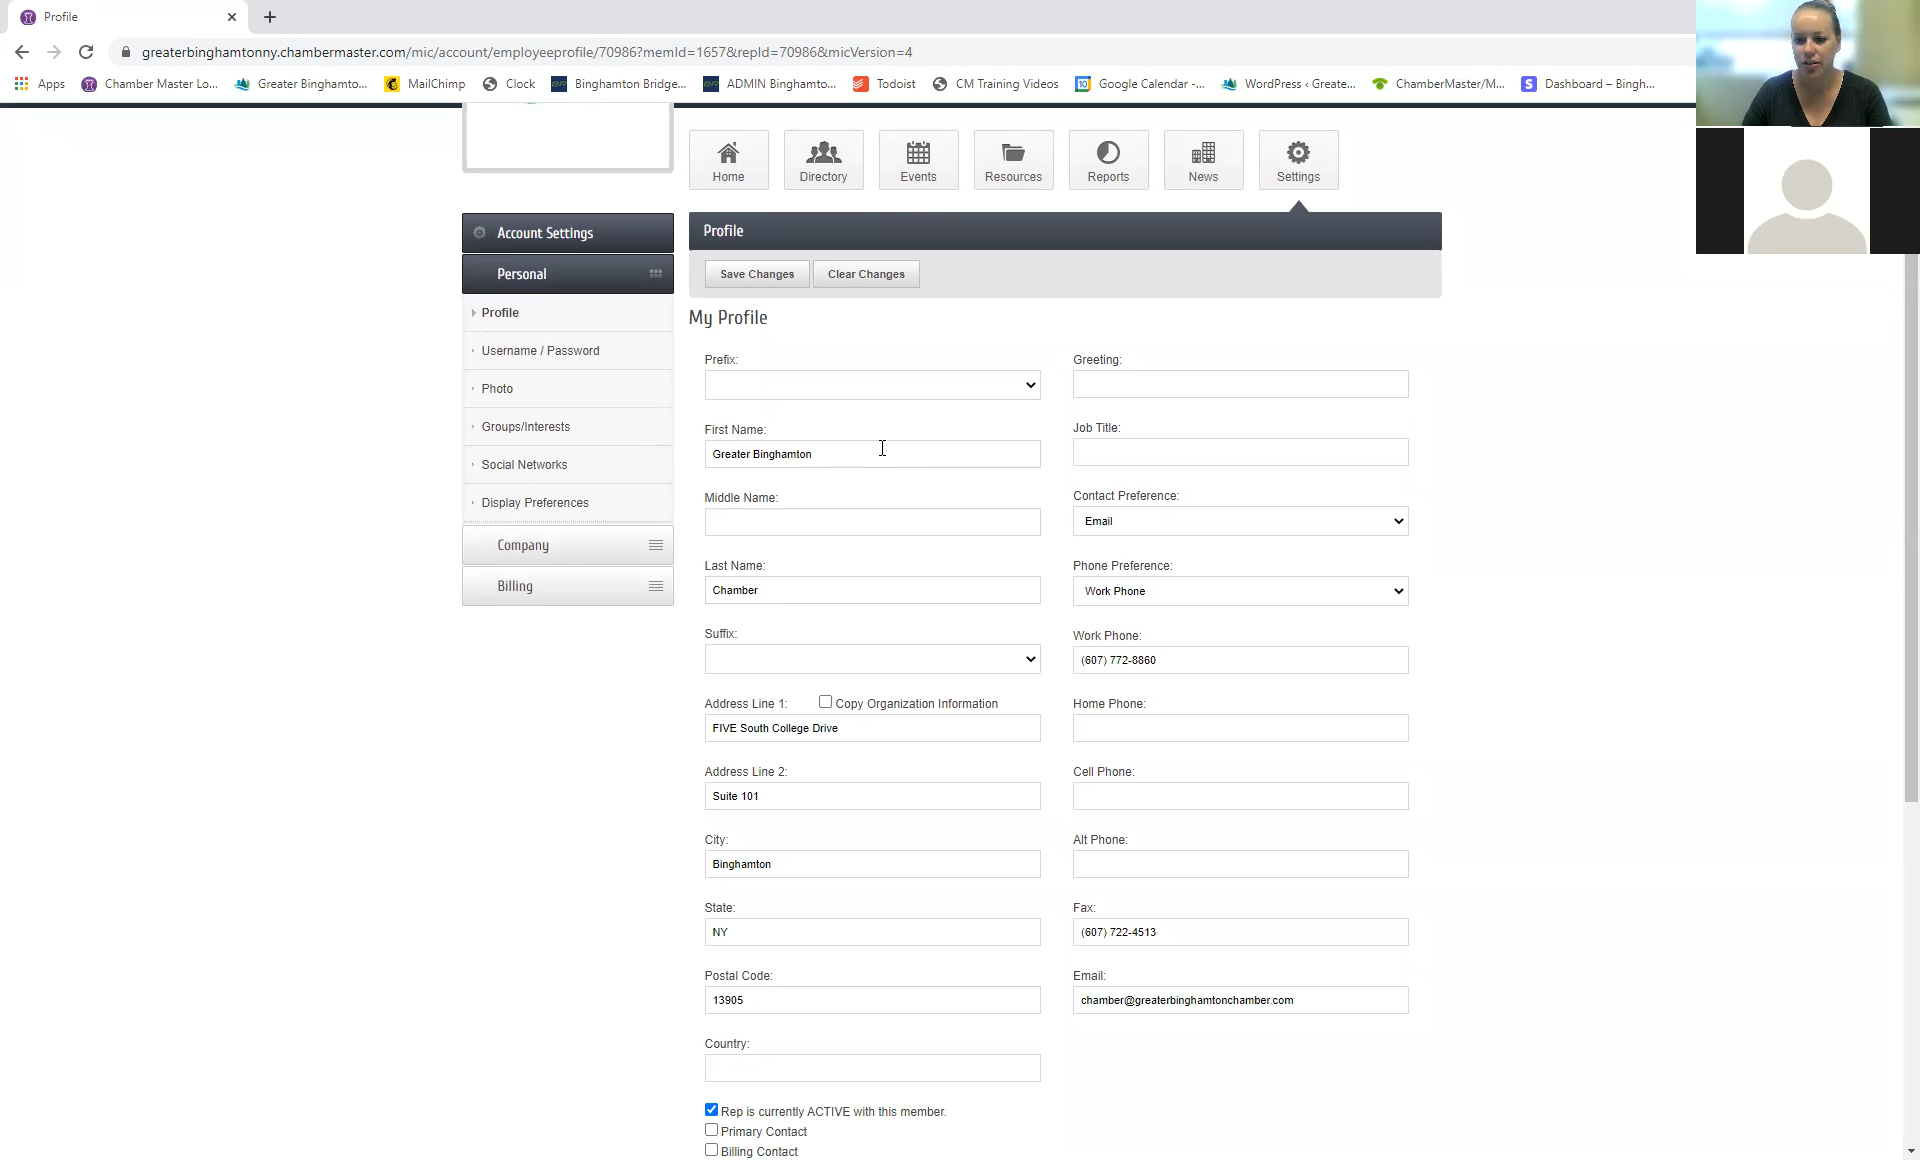 Profile
greaterbinghamtonny.chambermaster.com/mic/account/employeeprofile/70986?memId=1657&repId=70986&micVersion=4
Apps Chamber Master Lo... Greater Binghamto... MailChimp Clock Binghamton Bridge... ADMIN Binghamto... Todoist CM Training Videos Google Calendar -... WordPress ‹ Greate... ChamberMaster/M... Dashboard – Bingh...
Home Directory Events Resources Reports News Settings
Account Settings
Personal
Profile
Username / Password
Photo
Groups/Interests
Social Networks
Display Preferences
Company
Billing
Profile
Save Changes Clear Changes
My Profile
Prefix:
First Name:
Greater Binghamton
Middle Name:
Last Name:
Chamber
Suffix:
Address Line 1: Copy Organization Information
FIVE South College Drive
Address Line 2:
Suite 101
City:
Binghamton
State:
NY
Postal Code:
13905
Country:
Rep is currently ACTIVE with this member.
Primary Contact
Billing Contact
Greeting:
Job Title:
Contact Preference:
Email
Phone Preference:
Work Phone
Work Phone:
(607) 772-8860
Home Phone:
Cell Phone:
Alt Phone:
Fax:
(607) 722-4513
Email:
chamber@greaterbinghamtonchamber.com